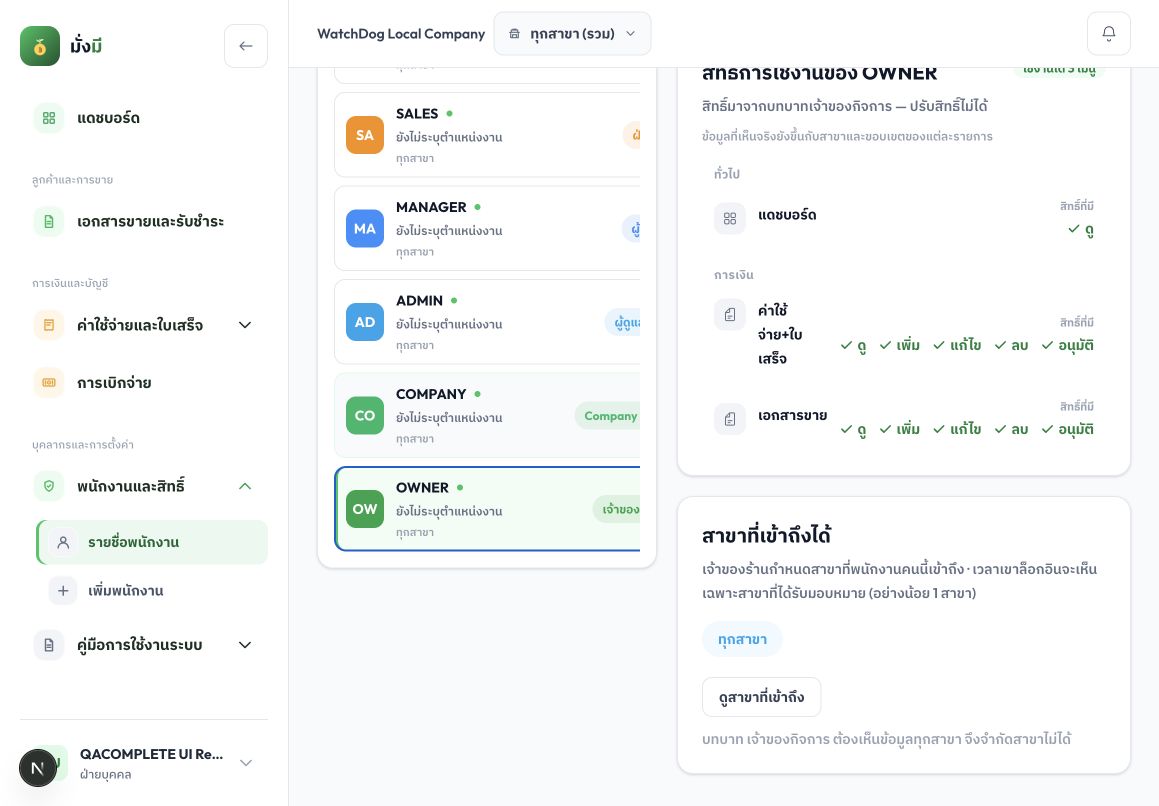 มั่งมี
แดชบอร์ด
ลูกค้าและการขาย
เอกสารขายและรับชำระ
การเงินและบัญชี
ค่าใช้จ่ายและใบเสร็จ
การเบิกจ่าย
บุคลากรและการตั้งค่า
พนักงานและสิทธิ์
รายชื่อพนักงาน
เพิ่มพนักงาน
คู่มือการใช้งานระบบ
QACOMPLETE UI Re...
ฝ่ายบุคคล
N
WatchDog Local Company
ทุกสาขา (รวม)
ทุกสาขา
SA
SALES
ยังไม่ระบุตำแหน่งงาน
ทุกสาขา
MA
MANAGER
ยังไม่ระบุตำแหน่งงาน
ทุกสาขา
AD
ADMIN
ยังไม่ระบุตำแหน่งงาน
ทุกสาขา
CO
COMPANY
ยังไม่ระบุตำแหน่งงาน
Company
ทุกสาขา
OW
OWNER
ยังไม่ระบุตำแหน่งงาน
เจ้าของ
ทุกสาขา
สิทธิ์การใช้งานของ OWNER
ใช้งานได้ 3 เมนู
สิทธิ์มาจากบทบาทเจ้าของกิจการ — ปรับสิทธิ์ไม่ได้
ข้อมูลที่เห็นจริงยังขึ้นกับสาขาและขอบเขตของแต่ละรายการ
ทั่วไป
แดชบอร์ด
สิทธิ์ที่มี
ดู
การเงิน
ค่าใช้
จ่าย+ใบ
เสร็จ
สิทธิ์ที่มี
ดู เพิ่ม แก้ไข ลบ อนุมัติ
เอกสารขาย
สิทธิ์ที่มี
ดู เพิ่ม แก้ไข ลบ อนุมัติ
สาขาที่เข้าถึงได้
เจ้าของร้านกำหนดสาขาที่พนักงานคนนี้เข้าถึง · เวลาเขาล็อกอินจะเห็น
เฉพาะสาขาที่ได้รับมอบหมาย (อย่างน้อย 1 สาขา)
ทุกสาขา
ดูสาขาที่เข้าถึง
บทบาท เจ้าของกิจการ ต้องเห็นข้อมูลทุกสาขา จึงจำกัดสาขาไม่ได้